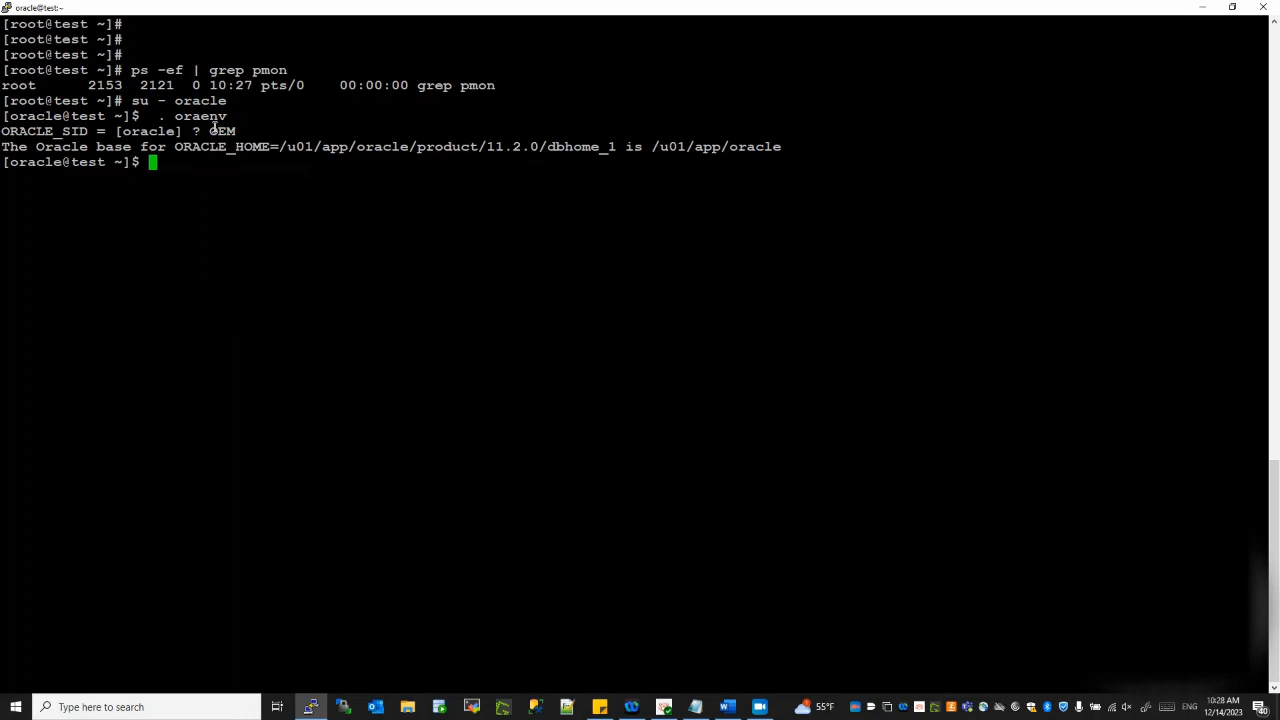 oracle@test:~
[root@test ~]#
[root@test ~]#
[root@test ~]#
[root@test ~]# ps -ef | grep pmon
root      2153  2121  0 10:27 pts/0    00:00:00 grep pmon
[root@test ~]# su - oracle
[oracle@test ~]$  . oraenv
ORACLE_SID = [oracle] ? OEM
The Oracle base for ORACLE_HOME=/u01/app/oracle/product/11.2.0/dbhome_1 is /u01/app/oracle
[oracle@test ~]$
Type here to search
55°F
ENG
10:28 AM
12/14/2023
40